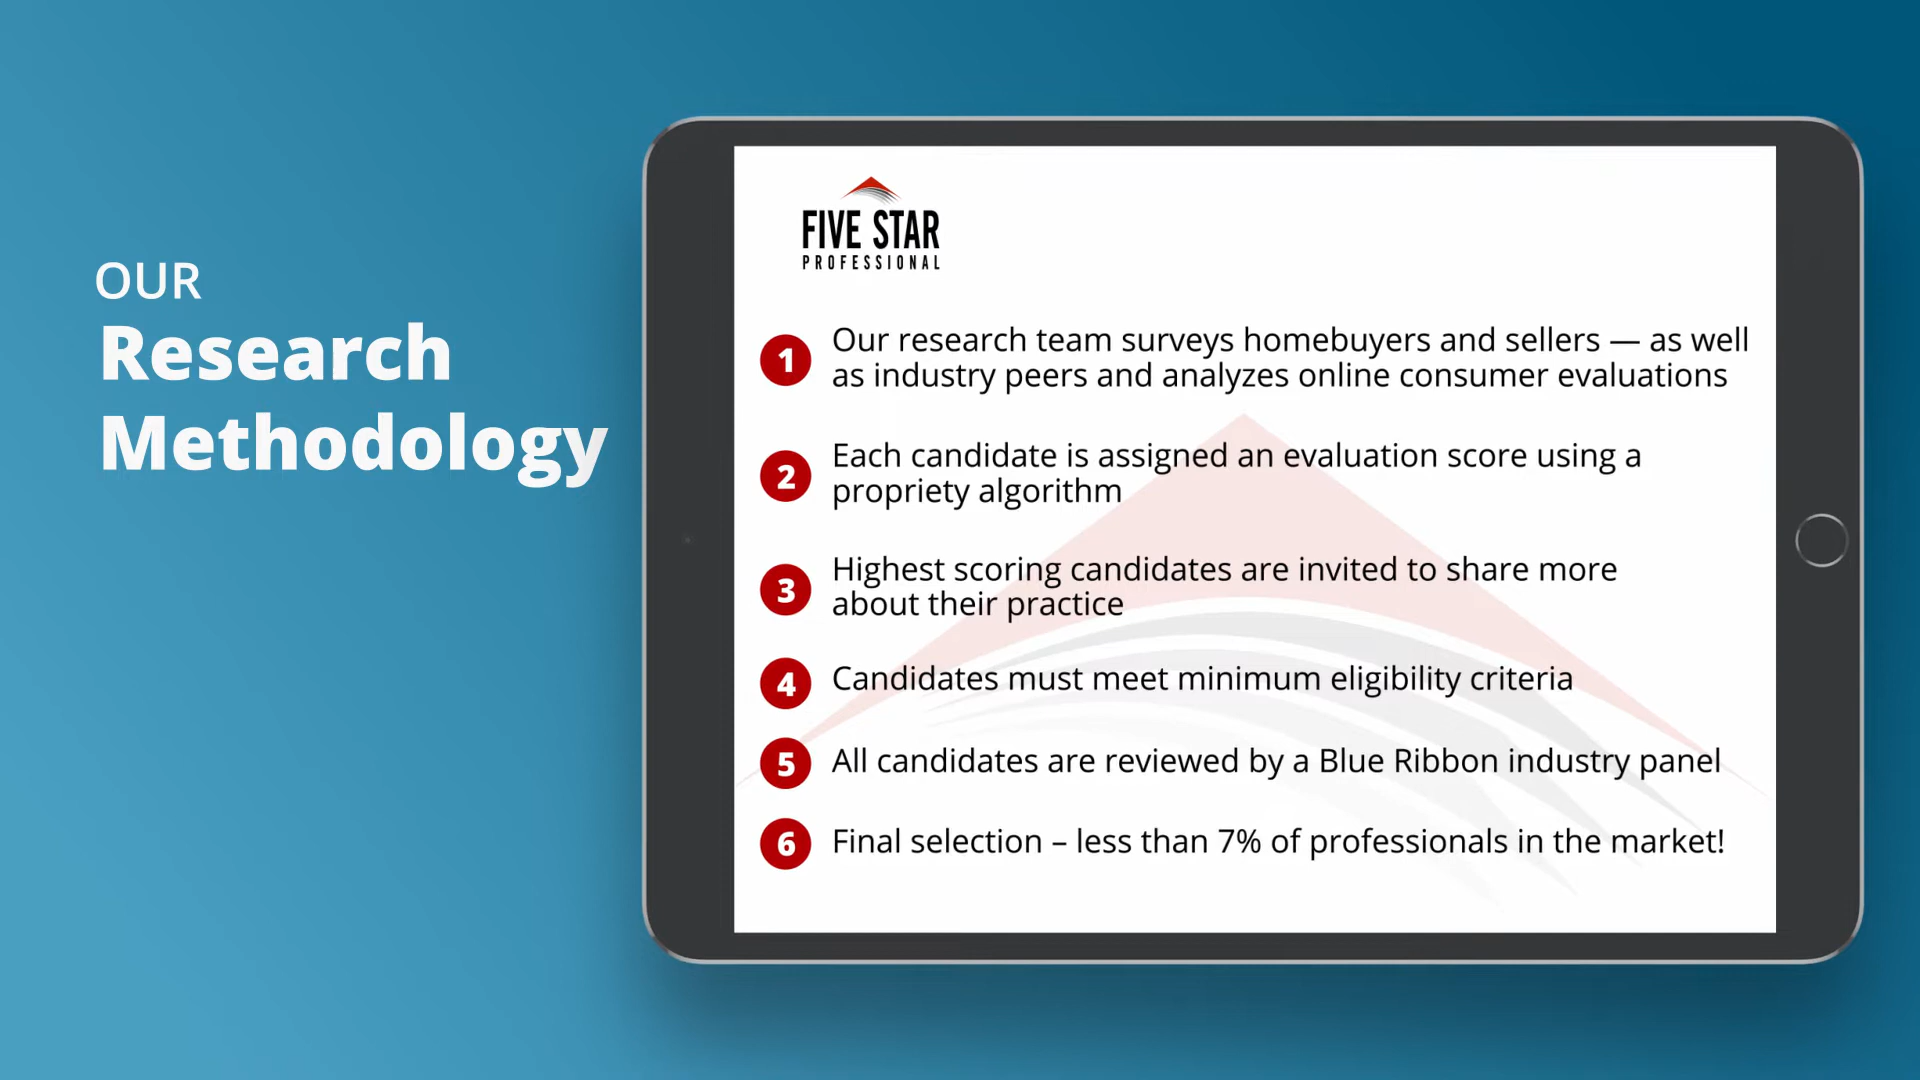 OUR
Research
Methodology
FIVE STAR
PROFESSIONAL
1 Our research team surveys homebuyers and sellers — as well
as industry peers and analyzes online consumer evaluations
2 Each candidate is assigned an evaluation score using a
propriety algorithm
3 Highest scoring candidates are invited to share more
about their practice
4 Candidates must meet minimum eligibility criteria
5 All candidates are reviewed by a Blue Ribbon industry panel
6 Final selection – less than 7% of professionals in the market!